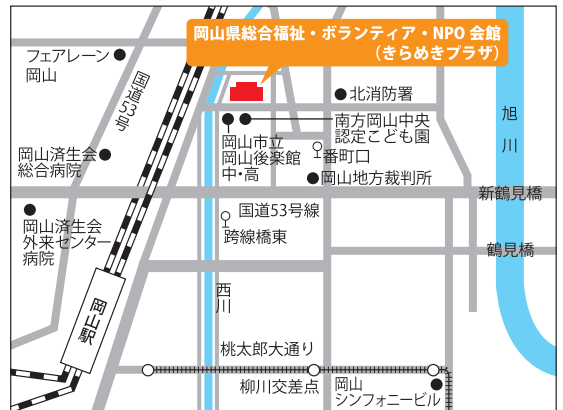 岡山県総合福祉・ボランティア・NPO 会館
（きらめきプラザ）
フェアレーン
岡山
国道53号
北消防署
旭川
南方岡山中央
認定こども園
岡山市立
岡山後楽館
中・高
番町口
岡山済生会
総合病院
岡山地方裁判所
新鶴見橋
国道53号線
岡山済生会
外来センター
病院
跨線橋東
鶴見橋
西川
岡山駅
桃太郎大通り
柳川交差点
岡山
シンフォニービル